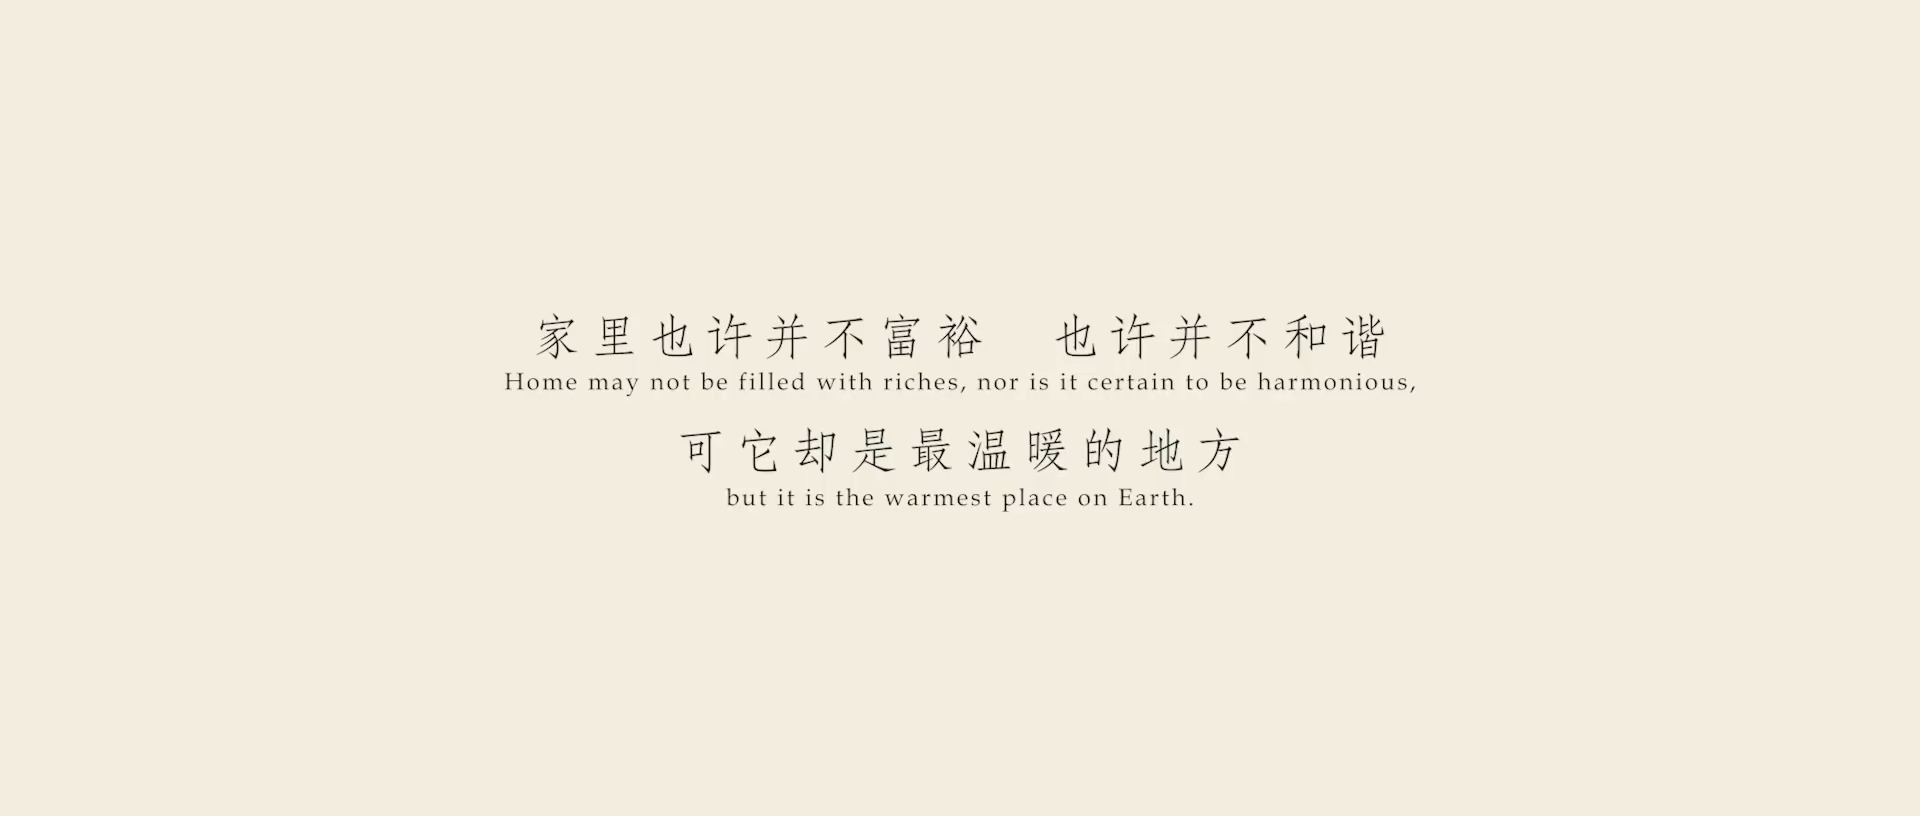 家里也许并不富裕　也许并不和谐
Home may not be filled with riches, nor is it certain to be harmonious,
可它却是最温暖的地方
but it is the warmest place on Earth.